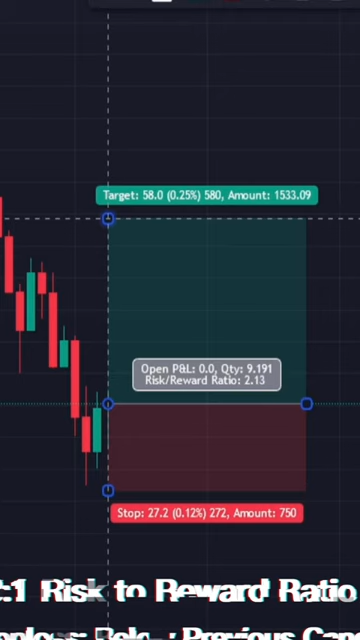 Target: 58.0 (0.25%) 580, Amount: 1533.09
Open P&L: 0.0, Qty: 9.191
Risk/Reward Ratio: 2.13
Stop: 27.2 (0.12%) 272, Amount: 750
:1 Risk to Reward Ratio